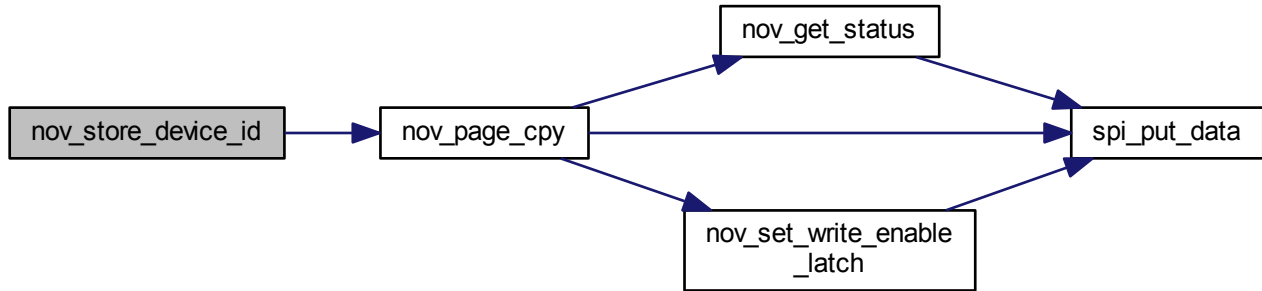 nov_get_status
nov_store_device_id
nov_page_cpy
spi_put_data
nov_set_write_enable
_latch